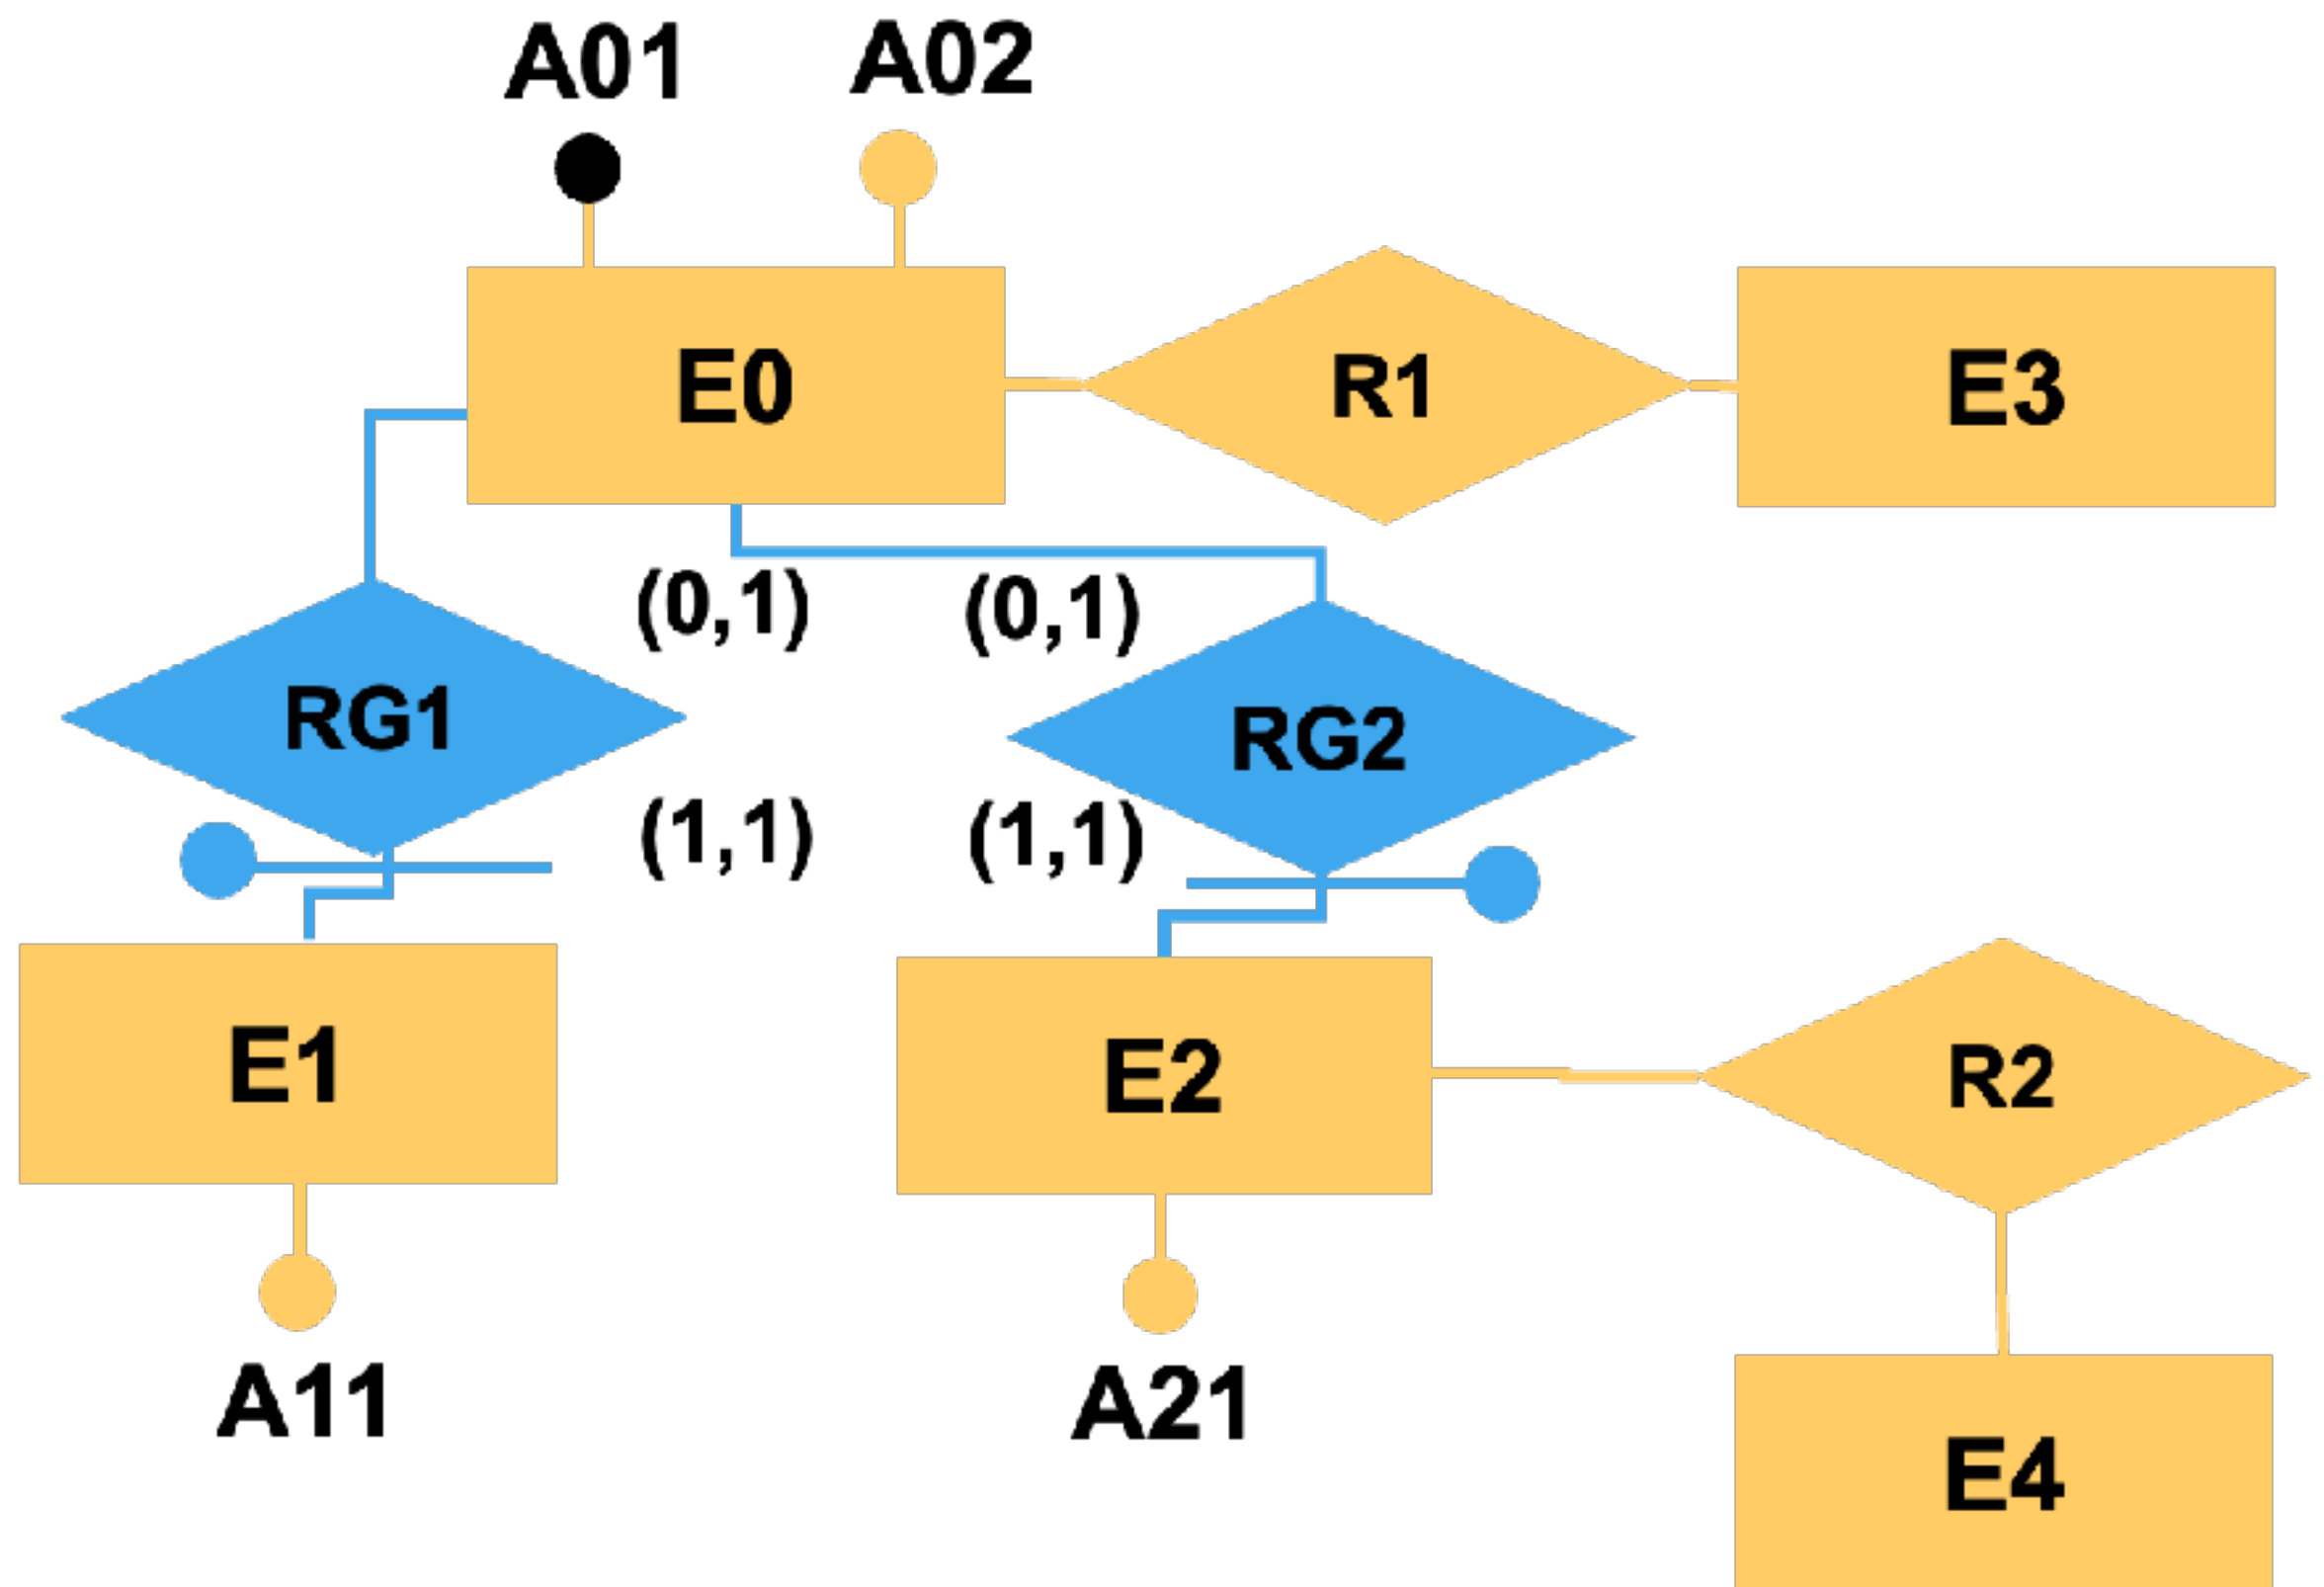 A01 A02
E0 R1 E3
(0,1) (0,1)
RG1 RG2
(1,1) (1,1)
E1 E2 R2
A11 A21
E4